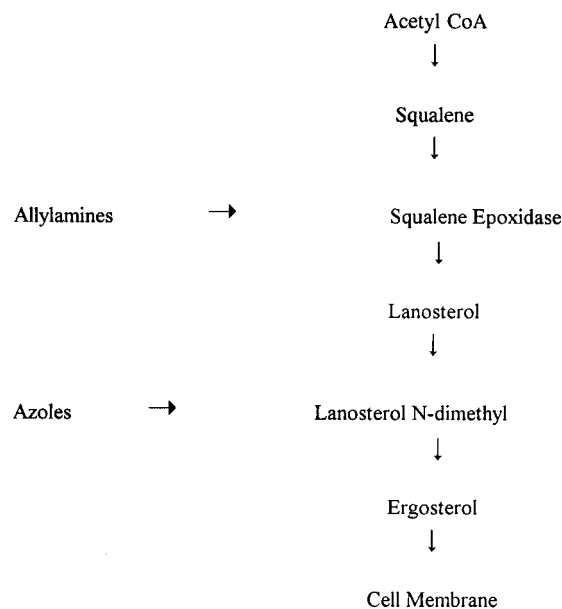 Acetyl CoA
↓
Squalene
↓
Allylamines → Squalene Epoxidase
↓
Lanosterol
↓
Azoles → Lanosterol N-dimethyl
↓
Ergosterol
↓
Cell Membrane